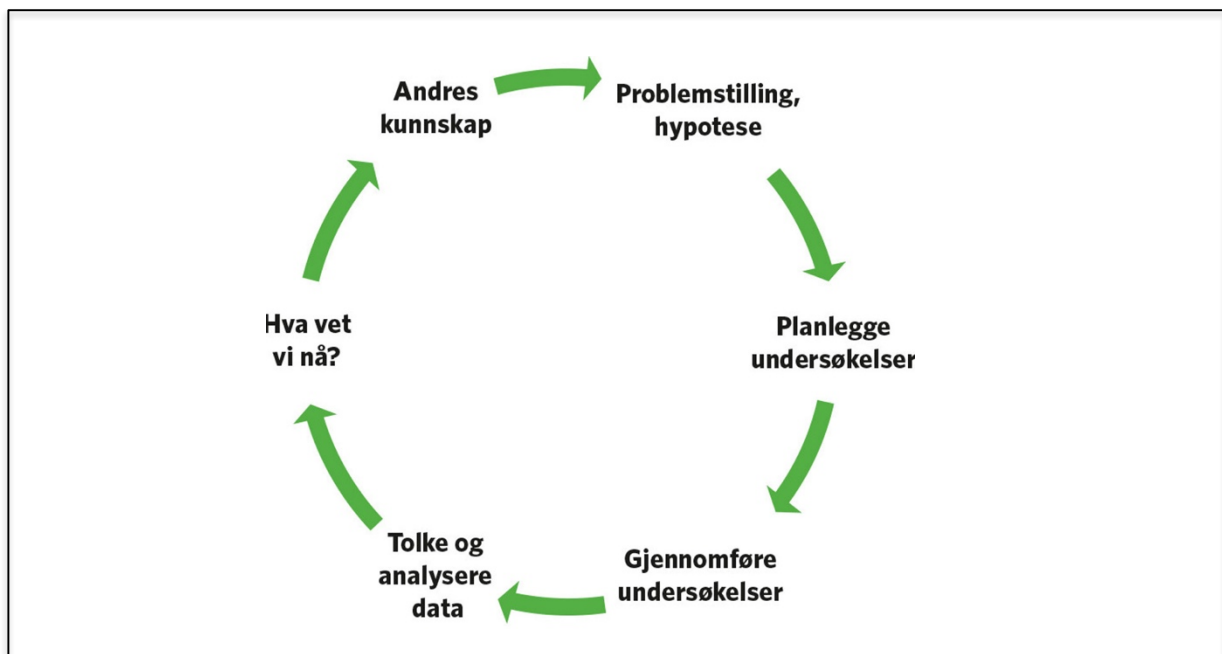 Andres
kunnskap
Problemstilling,
hypotese
Planlegge
undersøkelser
Gjennomføre
undersøkelser
Tolke og
analysere
data
Hva vet
vi nå?